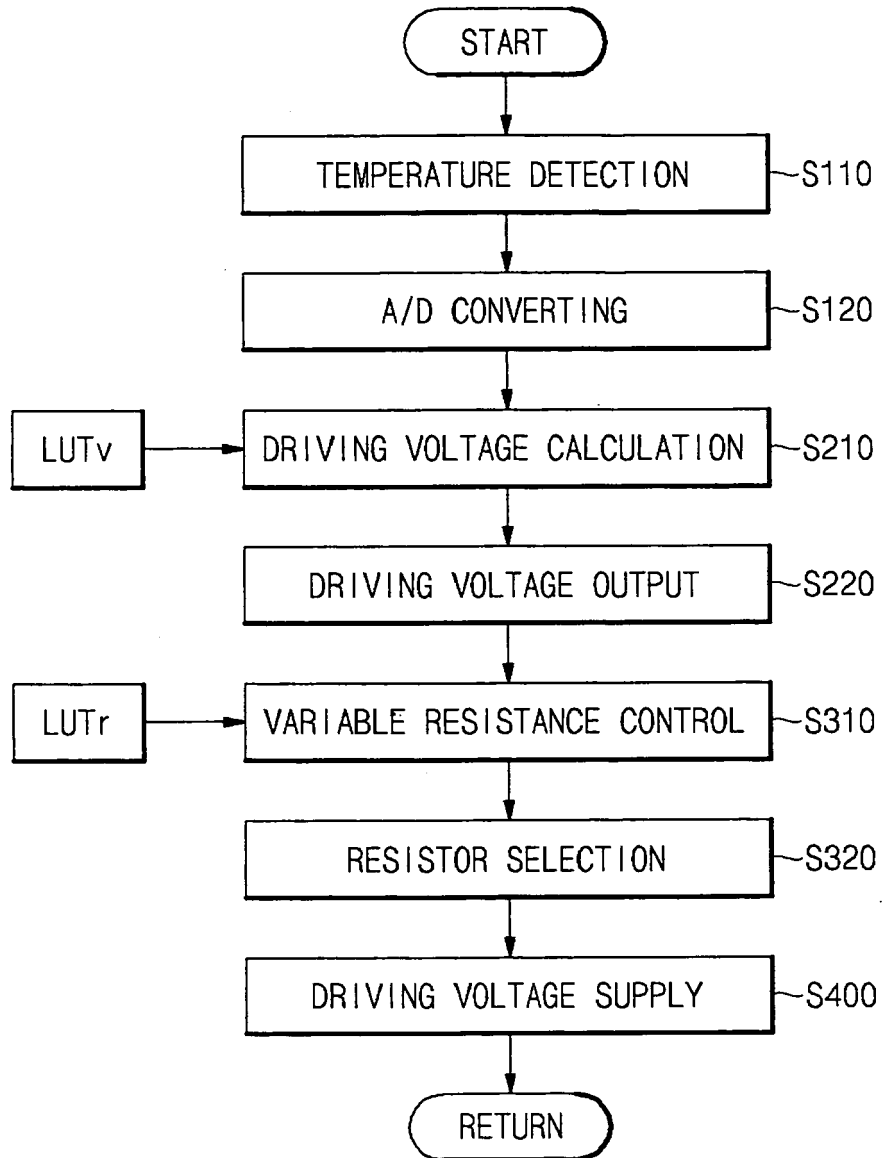 START
TEMPERATURE DETECTION
S110
A/D CONVERTING
S120
LUTv
DRIVING VOLTAGE CALCULATION
S210
DRIVING VOLTAGE OUTPUT
S220
LUTr
VARIABLE RESISTANCE CONTROL
S310
RESISTOR SELECTION
S320
DRIVING VOLTAGE SUPPLY
S400
RETURN